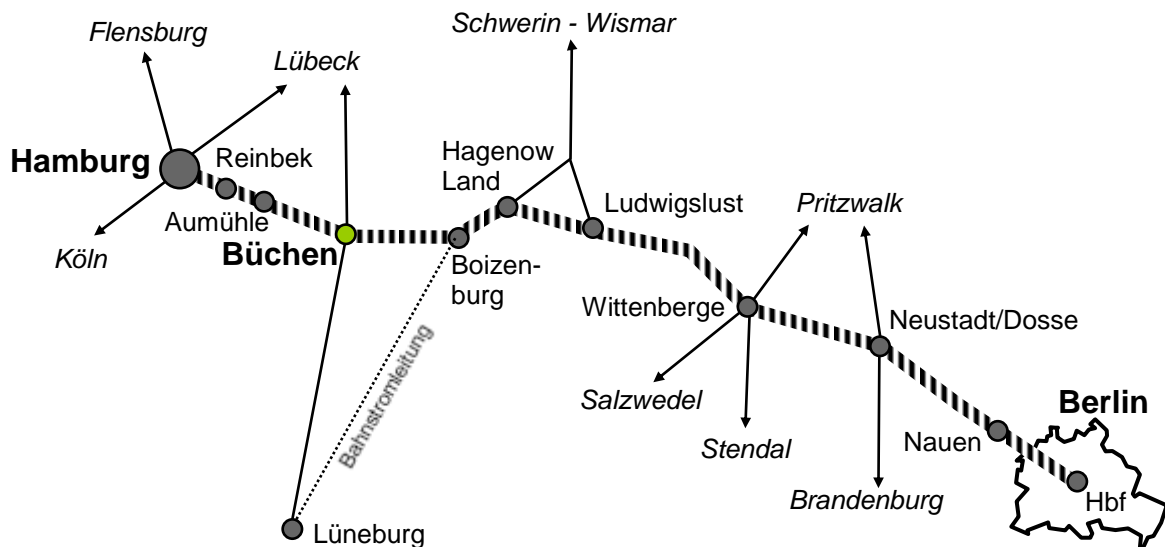 Flensburg
Schwerin - Wismar
Lübeck
Hamburg
Reinbek
Hagenow
Land
Aumühle
Ludwigslust
Pritzwalk
Köln
Büchen
Boizen-
burg
Wittenberge
Neustadt/Dosse
Bahnstromleitung
Salzwedel
Berlin
Stendal
Nauen
Brandenburg
Hbf
Lüneburg